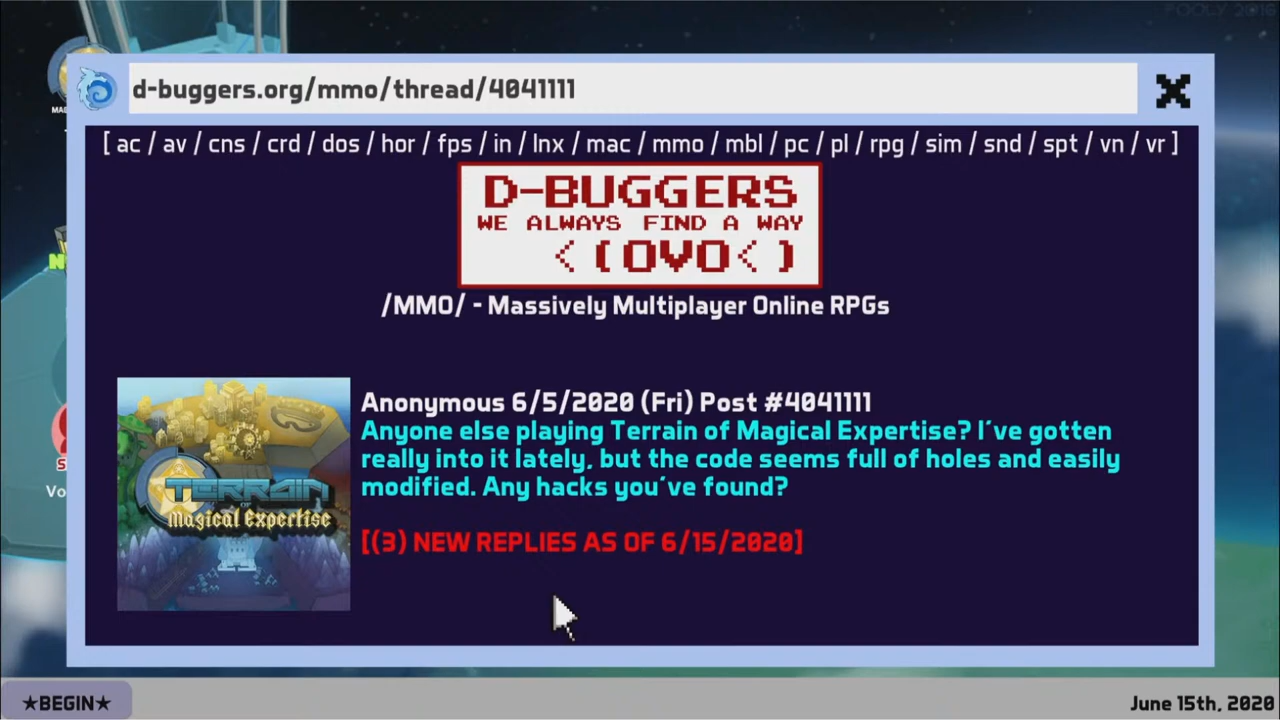 POOLY 2016
d-buggers.org/mmo/thread/4041111
[ ac / av / cns / crd / dos / hor / fps / in / lnx / mac / mmo / mbl / pc / pl / rpg / sim / snd / spt / vn / vr ]
D-BUGGERS
WE ALWAYS FIND A WAY
<(OVO<)
/MMO/ - Massively Multiplayer Online RPGs
Anonymous 6/5/2020 (Fri) Post #4041111
Anyone else playing Terrain of Magical Expertise? I've gotten
really into it lately, but the code seems full of holes and easily
modified. Any hacks you've found?
TERRAIN
OF
Magical Expertise
[(3) NEW REPLIES AS OF 6/15/2020]
★BEGIN★
June 15th, 2020